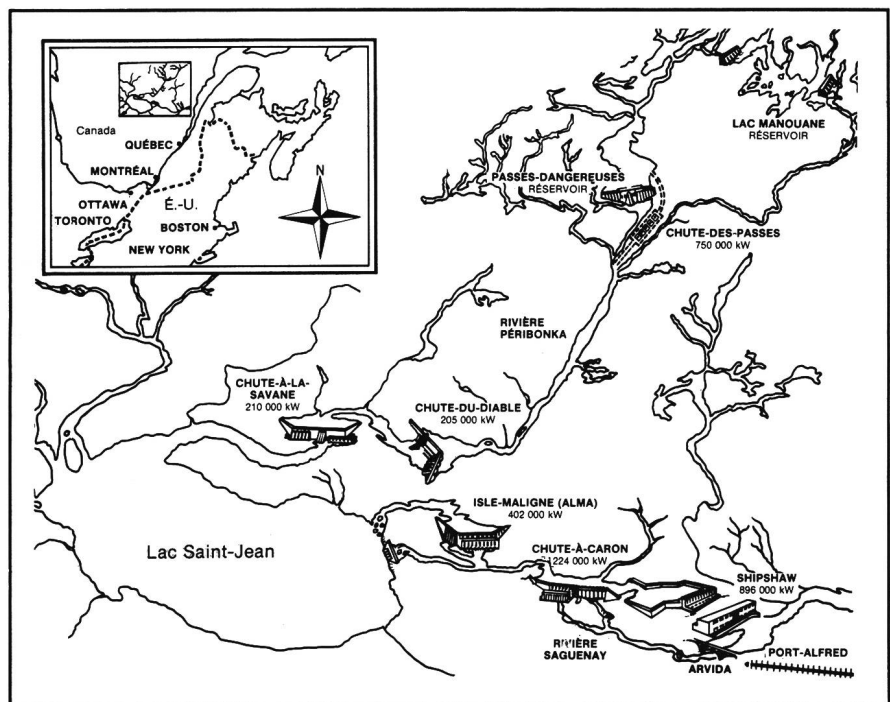 Canada
QUÉBEC
MONTRÉAL
OTTAWA
TORONTO
É.-U.
BOSTON
NEW YORK
N
LAC MANOUANE
RÉSERVOIR
PASSES-DANGEREUSES
RÉSERVOIR
CHUTE-DES-PASSES
750 000 kW
RIVIÈRE
PÉRIBONKA
CHUTE-À-LA-
SAVANE
210 000 kW
CHUTE-DU-DIABLE
205 000 kW
ISLE-MALIGNE (ALMA)
402 000 kW
Lac Saint-Jean
CHUTE-À-CARON
224 000 kW
SHIPSHAW
896 000 kW
RIVIÈRE
SAGUENAY
ARVIDA
PORT-ALFRED